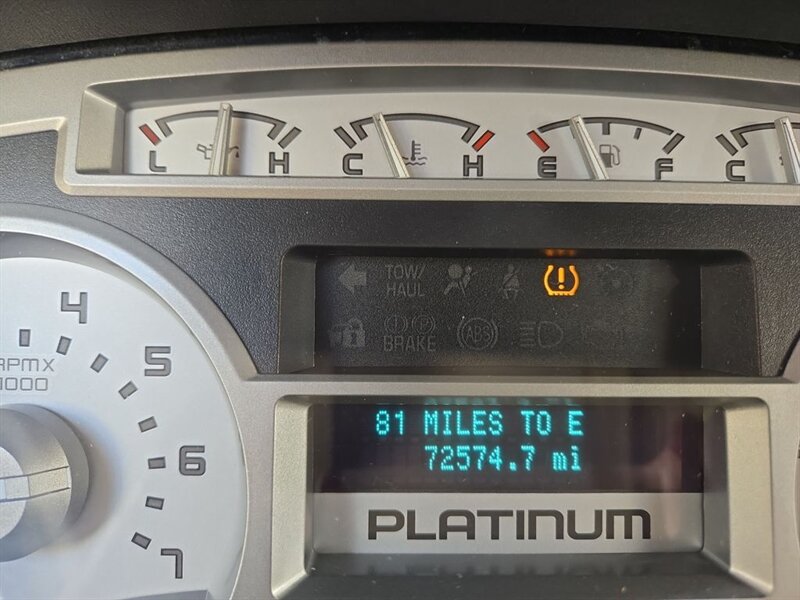 L H C H E F C
TOW/
HAUL
BRAKE
ABS
4
5
6
7
RPM X
1000
81 MILES TO E
72574.7 mi
PLATINUM